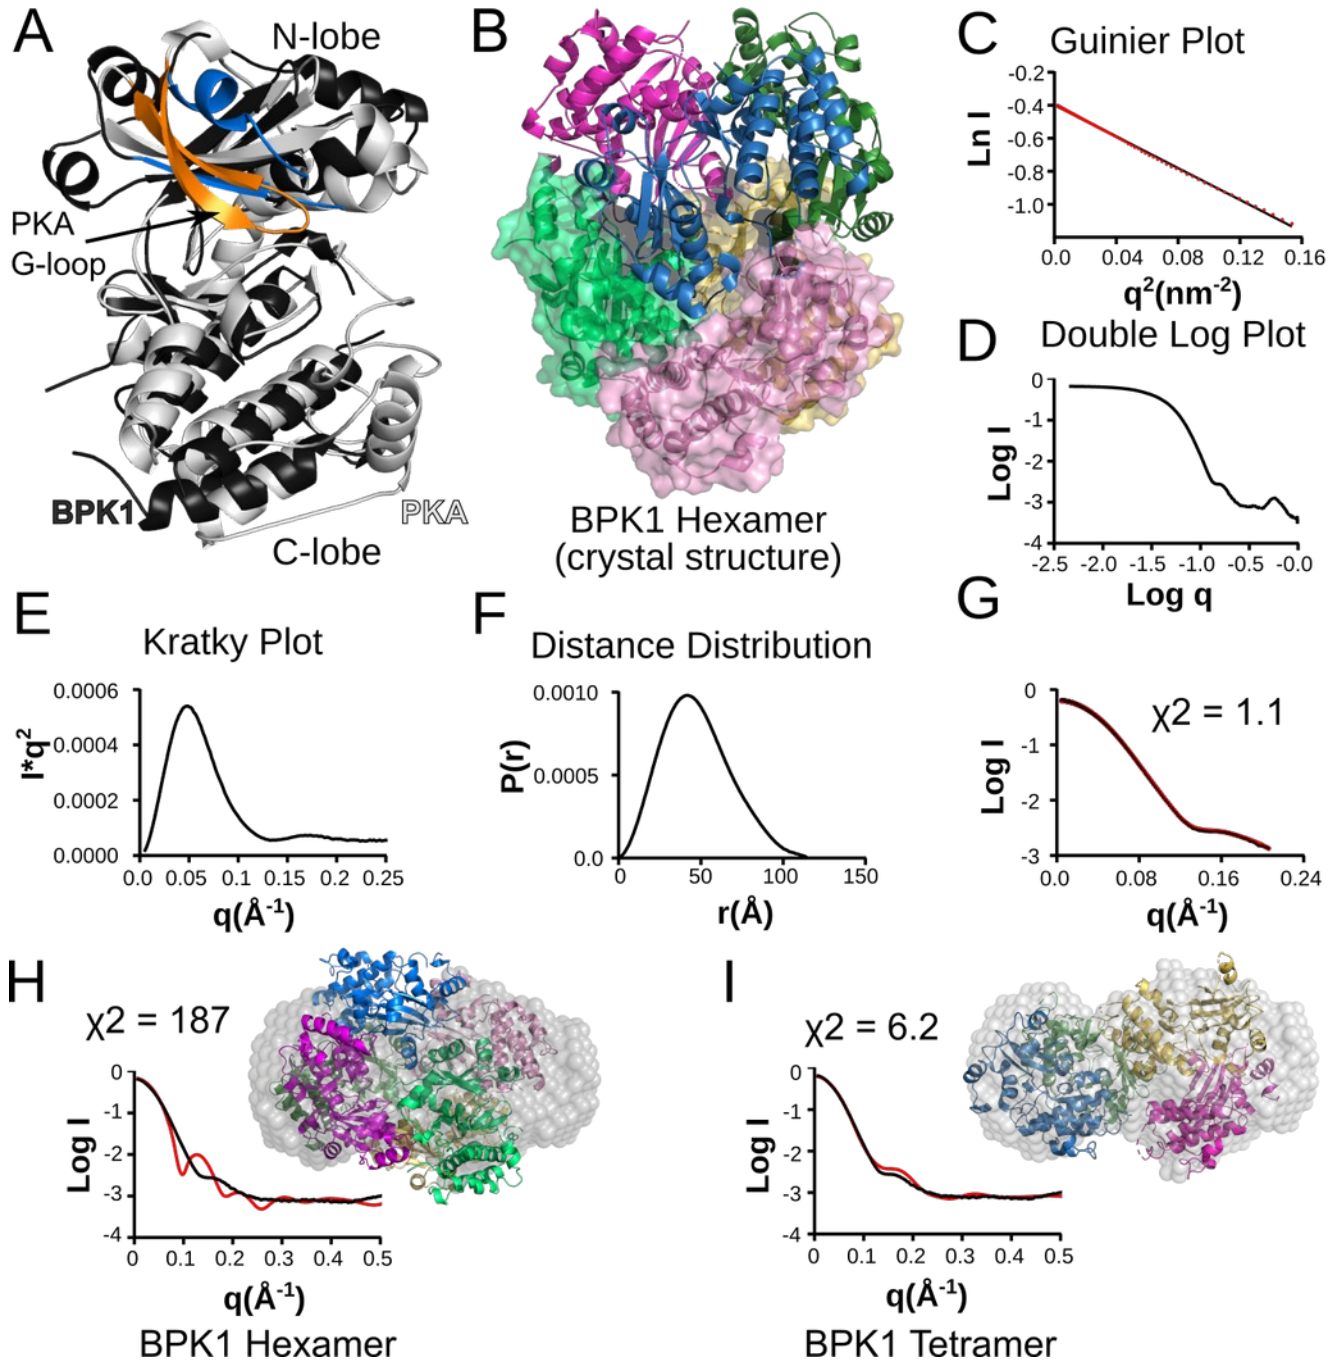 A
N-lobe
PKA
G-loop
BPK1
PKA
C-lobe
B
BPK1 Hexamer
(crystal structure)
C
Guinier Plot
Ln I
-0.2
-0.4
-0.6
-0.8
-1.0
0.0 0.04 0.08 0.12 0.16
q²(nm⁻²)
D
Double Log Plot
Log I
0
-1
-2
-3
-4
-2.5 -2.0 -1.5 -1.0 -0.5 -0.0
Log q
E
Kratky Plot
I*q²
0.0006
0.0004
0.0002
0.0000
0.0 0.05 0.1 0.15 0.2 0.25
q(Å⁻¹)
F
Distance Distribution
P(r)
0.0010
0.0005
0.0
0 50 100 150
r(Å)
G
χ2 = 1.1
Log I
0
-1
-2
-3
0.0 0.08 0.16 0.24
q(Å⁻¹)
H
χ2 = 187
Log I
0
-1
-2
-3
-4
0 0.1 0.2 0.3 0.4 0.5
q(Å⁻¹)
BPK1 Hexamer
I
χ2 = 6.2
Log I
0
-1
-2
-3
-4
0 0.1 0.2 0.3 0.4 0.5
q(Å⁻¹)
BPK1 Tetramer